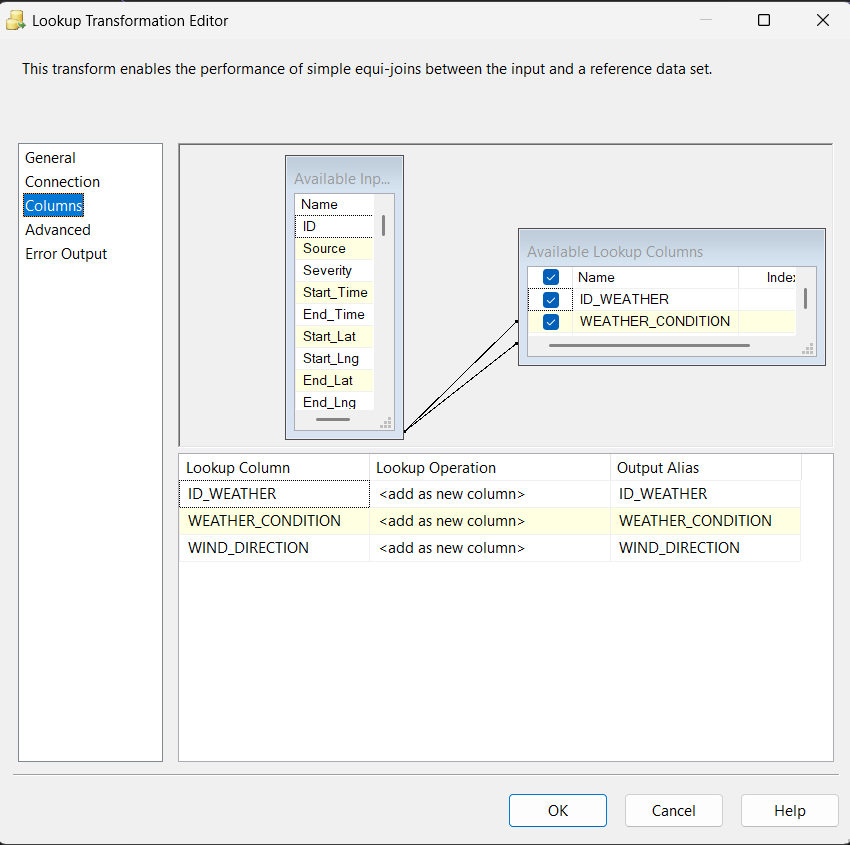 Lookup Transformation Editor
This transform enables the performance of simple equi-joins between the input and a reference data set.
General
Connection
Columns
Advanced
Error Output
Available Inp...
Name
ID
Source
Severity
Start_Time
End_Time
Start_Lat
Start_Lng
End_Lat
End_Lng
Available Lookup Columns
Name Index
ID_WEATHER
WEATHER_CONDITION
Lookup Column Lookup Operation Output Alias
ID_WEATHER <add as new column> ID_WEATHER
WEATHER_CONDITION <add as new column> WEATHER_CONDITION
WIND_DIRECTION <add as new column> WIND_DIRECTION
OK Cancel Help